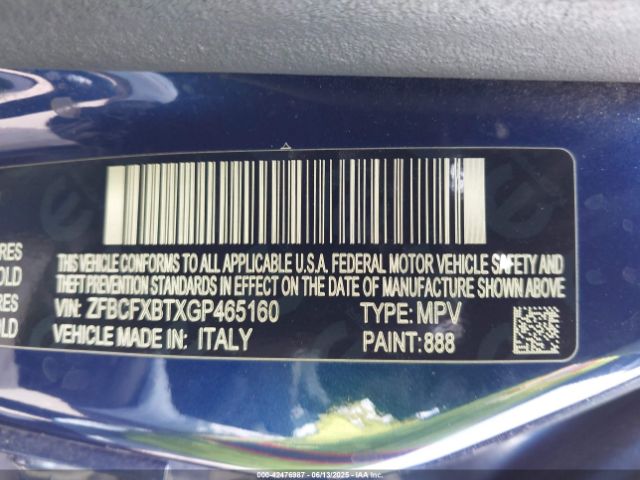 THIS VEHICLE CONFORMS TO ALL APPLICABLE U.S.A. FEDERAL MOTOR VEHICLE SAFETY AND
THEFT PREVENTION STANDARDS IN EFFECT ON THE DATE OF MANUFACTURE SHOWN ABOVE
RES
OLD
RES
OLD
VIN: ZFBCFXBTXGP465160 TYPE: MPV
VEHICLE MADE IN: ITALY PAINT: 888
000-42476987 - 06/13/2025 - IAAI.com